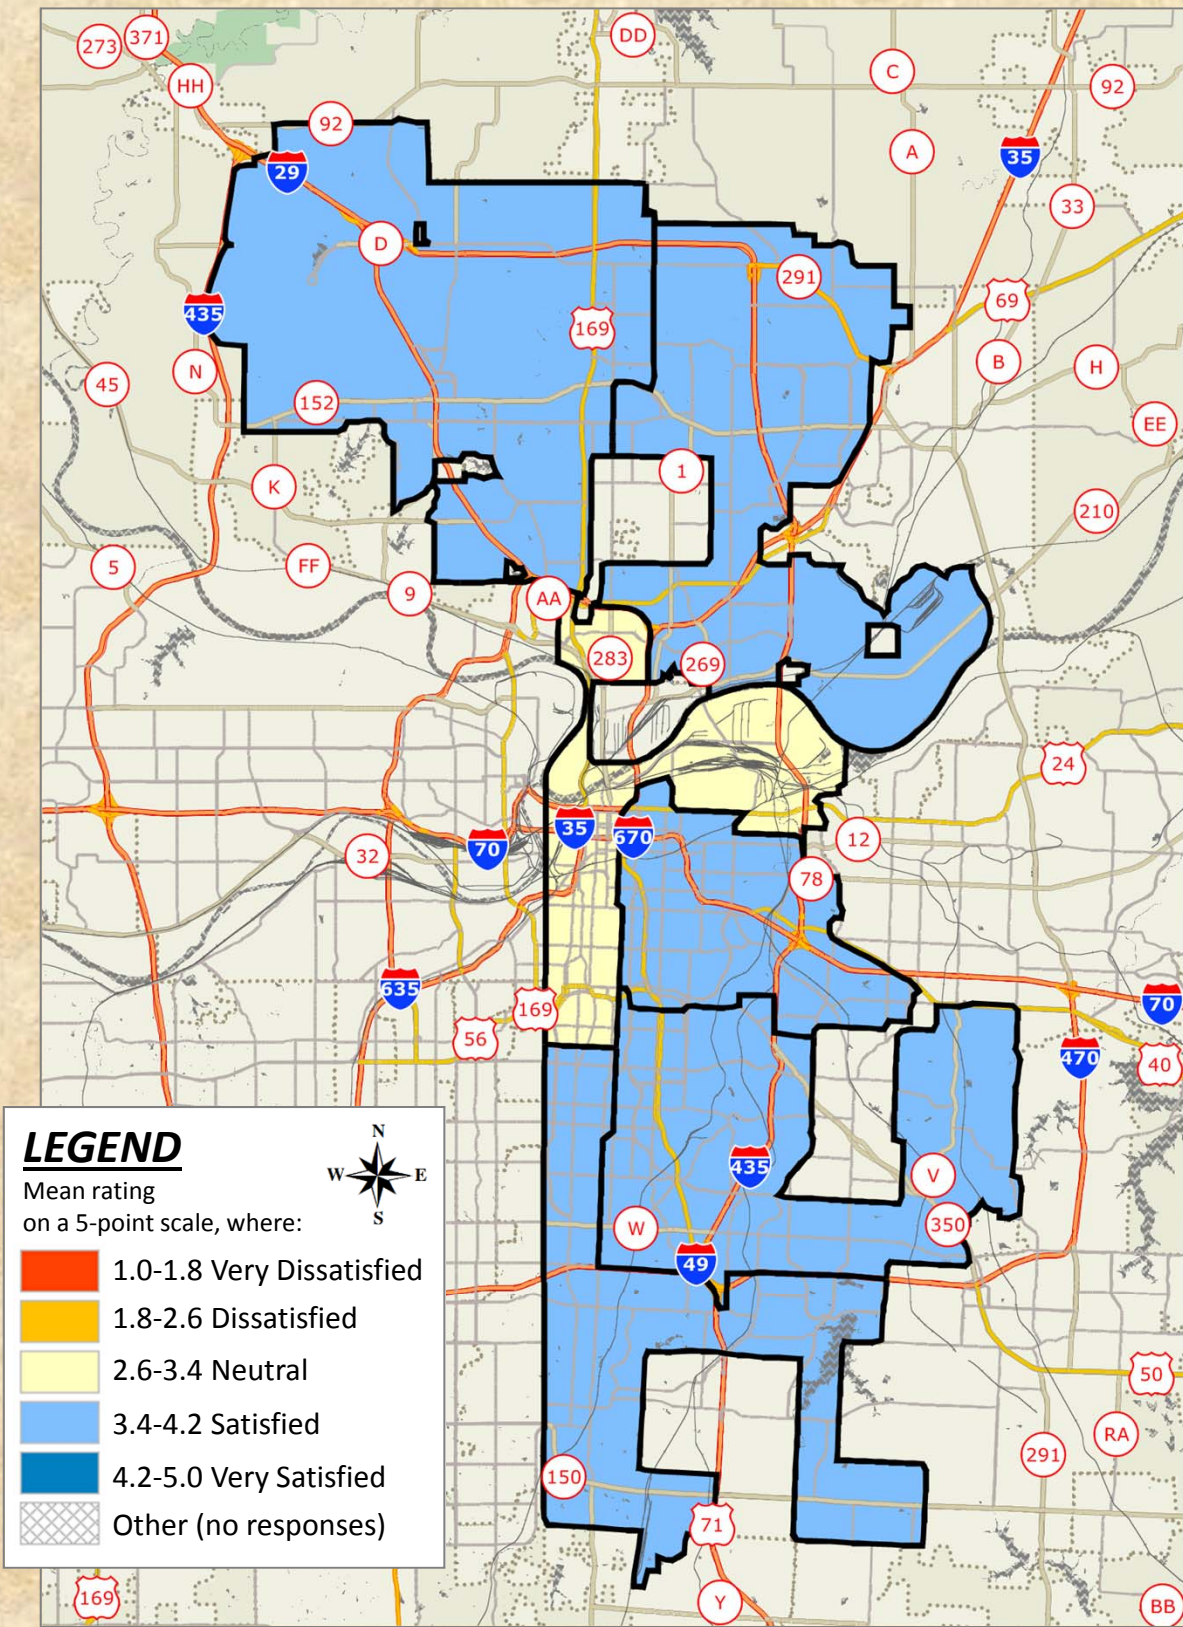 273
371
DD
C
HH
92
92
A
35
29
33
D
291
69
435
169
B
N
45
H
152
EE
1
K
210
5
FF
9
AA
283
269
24
35
670
70
12
32
78
635
70
169
56
470
40
435
V
W
350
49
50
RA
291
150
71
169
Y
BB
LEGEND
Mean rating
on a 5-point scale, where:
N
W
E
S
1.0-1.8 Very Dissatisfied
1.8-2.6 Dissatisfied
2.6-3.4 Neutral
3.4-4.2 Satisfied
4.2-5.0 Very Satisfied
Other (no responses)